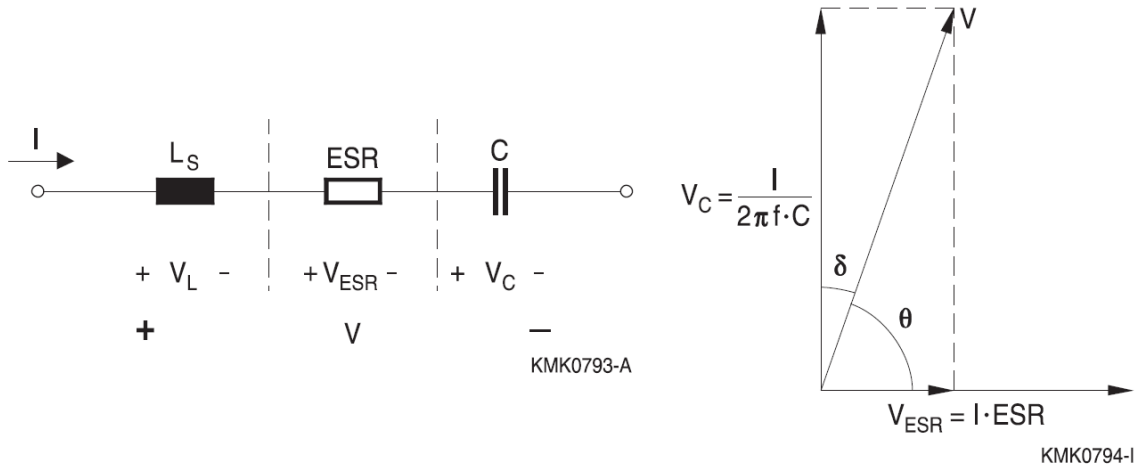 I
L_S
ESR
C
+ V_L - + V_ESR - + V_C -
+ V −
KMK0793-A
V
V_C = I / 2πf·C
δ
θ
V_ESR = I·ESR
KMK0794-I